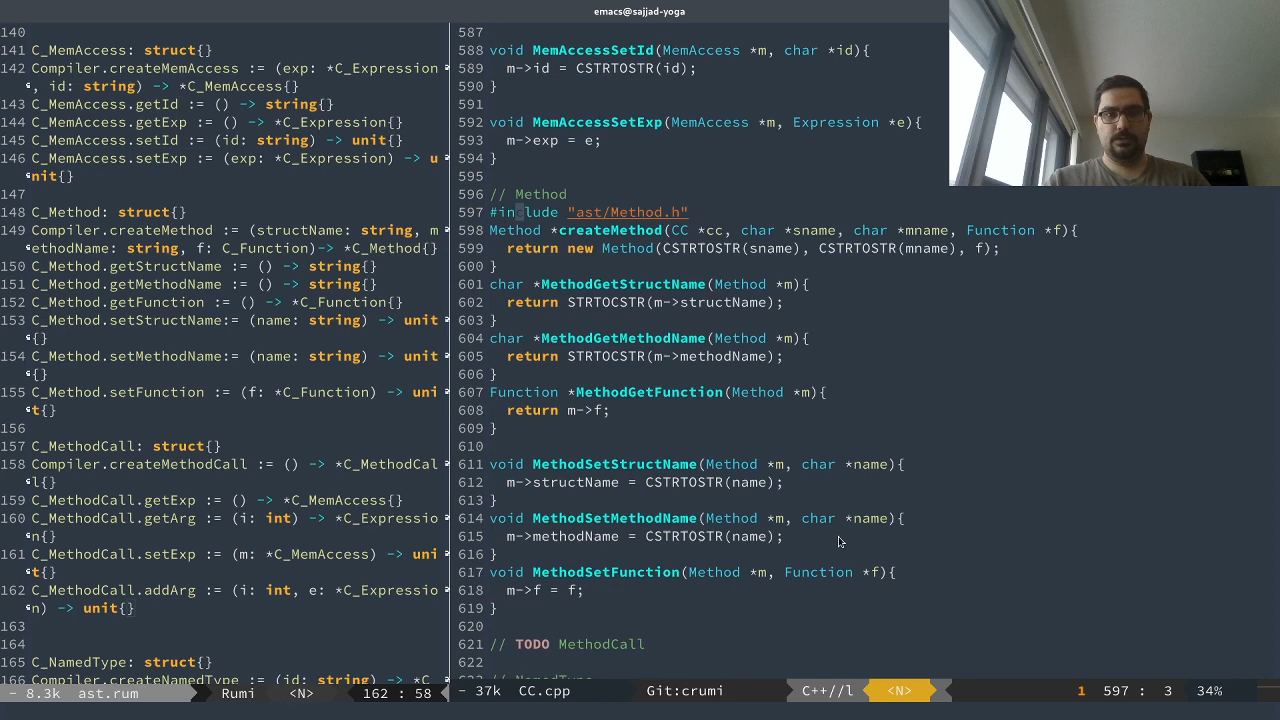 emacs@sajjad-yoga
140
141 C_MemAccess: struct{}
142 Compiler.createMemAccess := (exp: *C_Expression
, id: string) -> *C_MemAccess{}
143 C_MemAccess.getId := () -> string{}
144 C_MemAccess.getExp := () -> *C_Expression{}
145 C_MemAccess.setId := (id: string) -> unit{}
146 C_MemAccess.setExp := (exp: *C_Expression) -> u
nit{}
147
148 C_Method: struct{}
149 Compiler.createMethod := (structName: string, m
ethodName: string, f: C_Function)-> *C_Method{}
150 C_Method.getStructName := () -> string{}
151 C_Method.getMethodName := () -> string{}
152 C_Method.getFunction := () -> *C_Function{}
153 C_Method.setStructName:= (name: string) -> unit
{}
154 C_Method.setMethodName:= (name: string) -> unit
{}
155 C_Method.setFunction := (f: *C_Function) -> uni
t{}
156
157 C_MethodCall: struct{}
158 Compiler.createMethodCall := () -> *C_MethodCal
l{}
159 C_MethodCall.getExp := () -> *C_MemAccess{}
160 C_MethodCall.getArg := (i: int) -> *C_Expressio
n{}
161 C_MethodCall.setExp := (m: *C_MemAccess) -> uni
t{}
162 C_MethodCall.addArg := (i: int, e: *C_Expressio
n) -> unit{}
163
164
165 C_NamedType: struct{}
166 Compiler.createNamedType := (id: string) -> *C
- 8.3k ast.rum Rumi <N> 162 : 58
587
588 void MemAccessSetId(MemAccess *m, char *id){
589   m->id = CSTRTOSTR(id);
590 }
591
592 void MemAccessSetExp(MemAccess *m, Expression *e){
593   m->exp = e;
594 }
595
596 // Method
597 #include "ast/Method.h"
598 Method *createMethod(CC *cc, char *sname, char *mname, Function *f){
599   return new Method(CSTRTOSTR(sname), CSTRTOSTR(mname), f);
600 }
601 char *MethodGetStructName(Method *m){
602   return STRTOCSTR(m->structName);
603 }
604 char *MethodGetMethodName(Method *m){
605   return STRTOCSTR(m->methodName);
606 }
607 Function *MethodGetFunction(Method *m){
608   return m->f;
609 }
610
611 void MethodSetStructName(Method *m, char *name){
612   m->structName = CSTRTOSTR(name);
613 }
614 void MethodSetMethodName(Method *m, char *name){
615   m->methodName = CSTRTOSTR(name);
616 }
617 void MethodSetFunction(Method *m, Function *f){
618   m->f = f;
619 }
620
621 // TODO MethodCall
622
// NamedType
- 37k CC.cpp Git:crumi C++//l <N> 1 597 : 3 34%